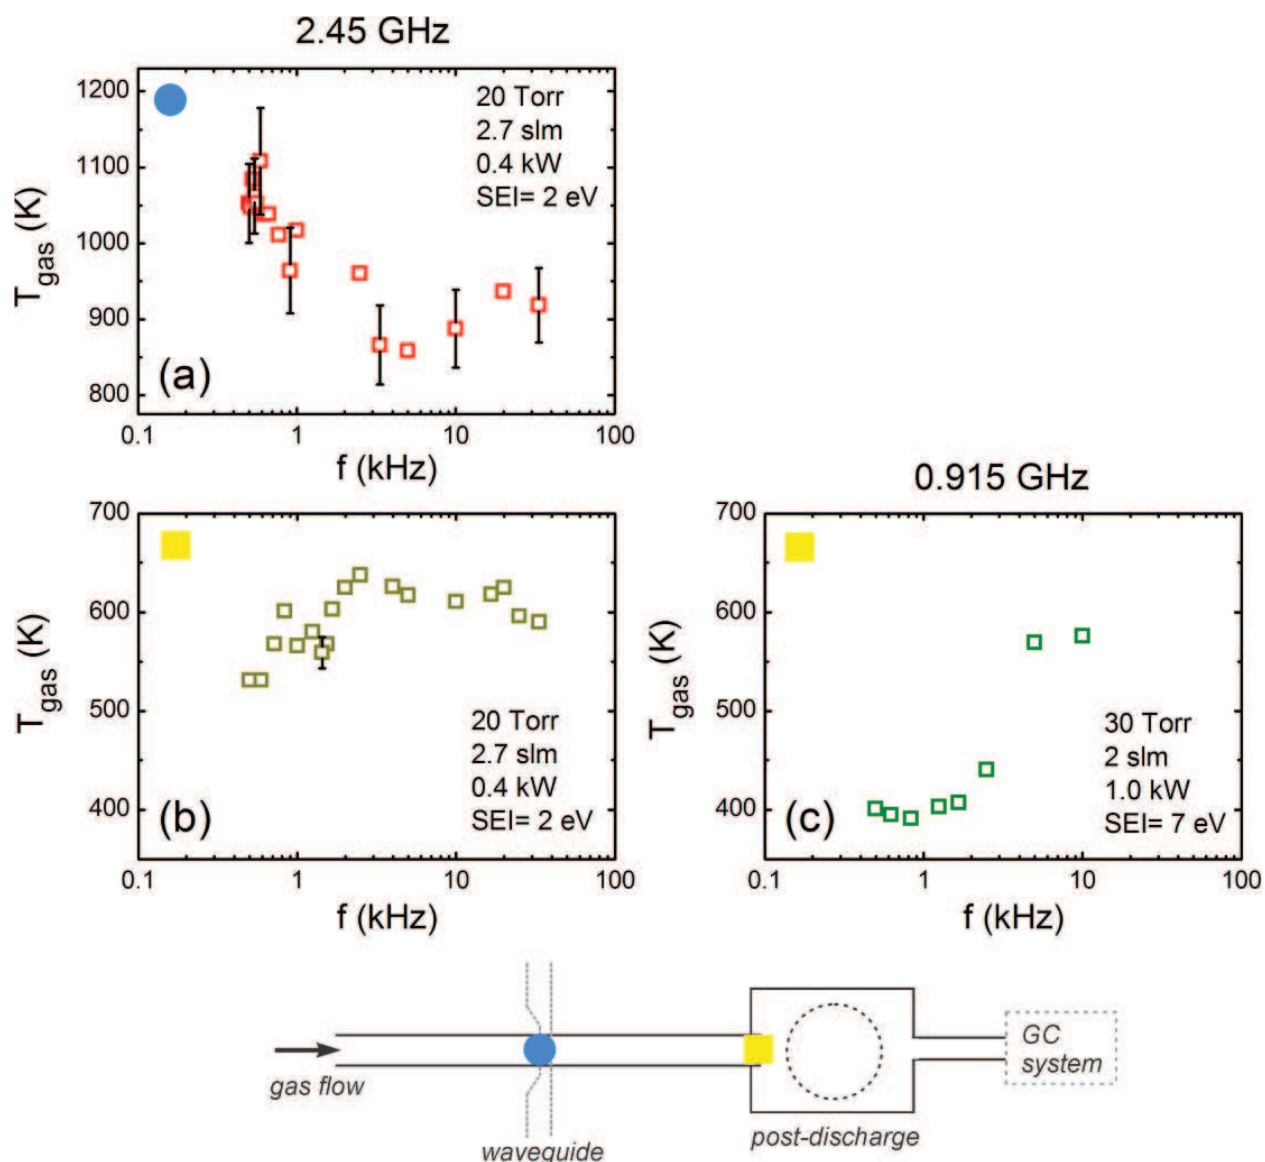 2.45 GHz
1200
1100
1000
900
800
T_gas (K)
20 Torr
2.7 slm
0.4 kW
SEI= 2 eV
(a)
0.1
1
10
100
f (kHz)
0.915 GHz
700
600
500
400
T_gas (K)
20 Torr
2.7 slm
0.4 kW
SEI= 2 eV
(b)
0.1
1
10
100
f (kHz)
700
600
500
400
T_gas (K)
30 Torr
2 slm
1.0 kW
SEI= 7 eV
(c)
0.1
1
10
100
f (kHz)
gas flow
waveguide
post-discharge
GC
system